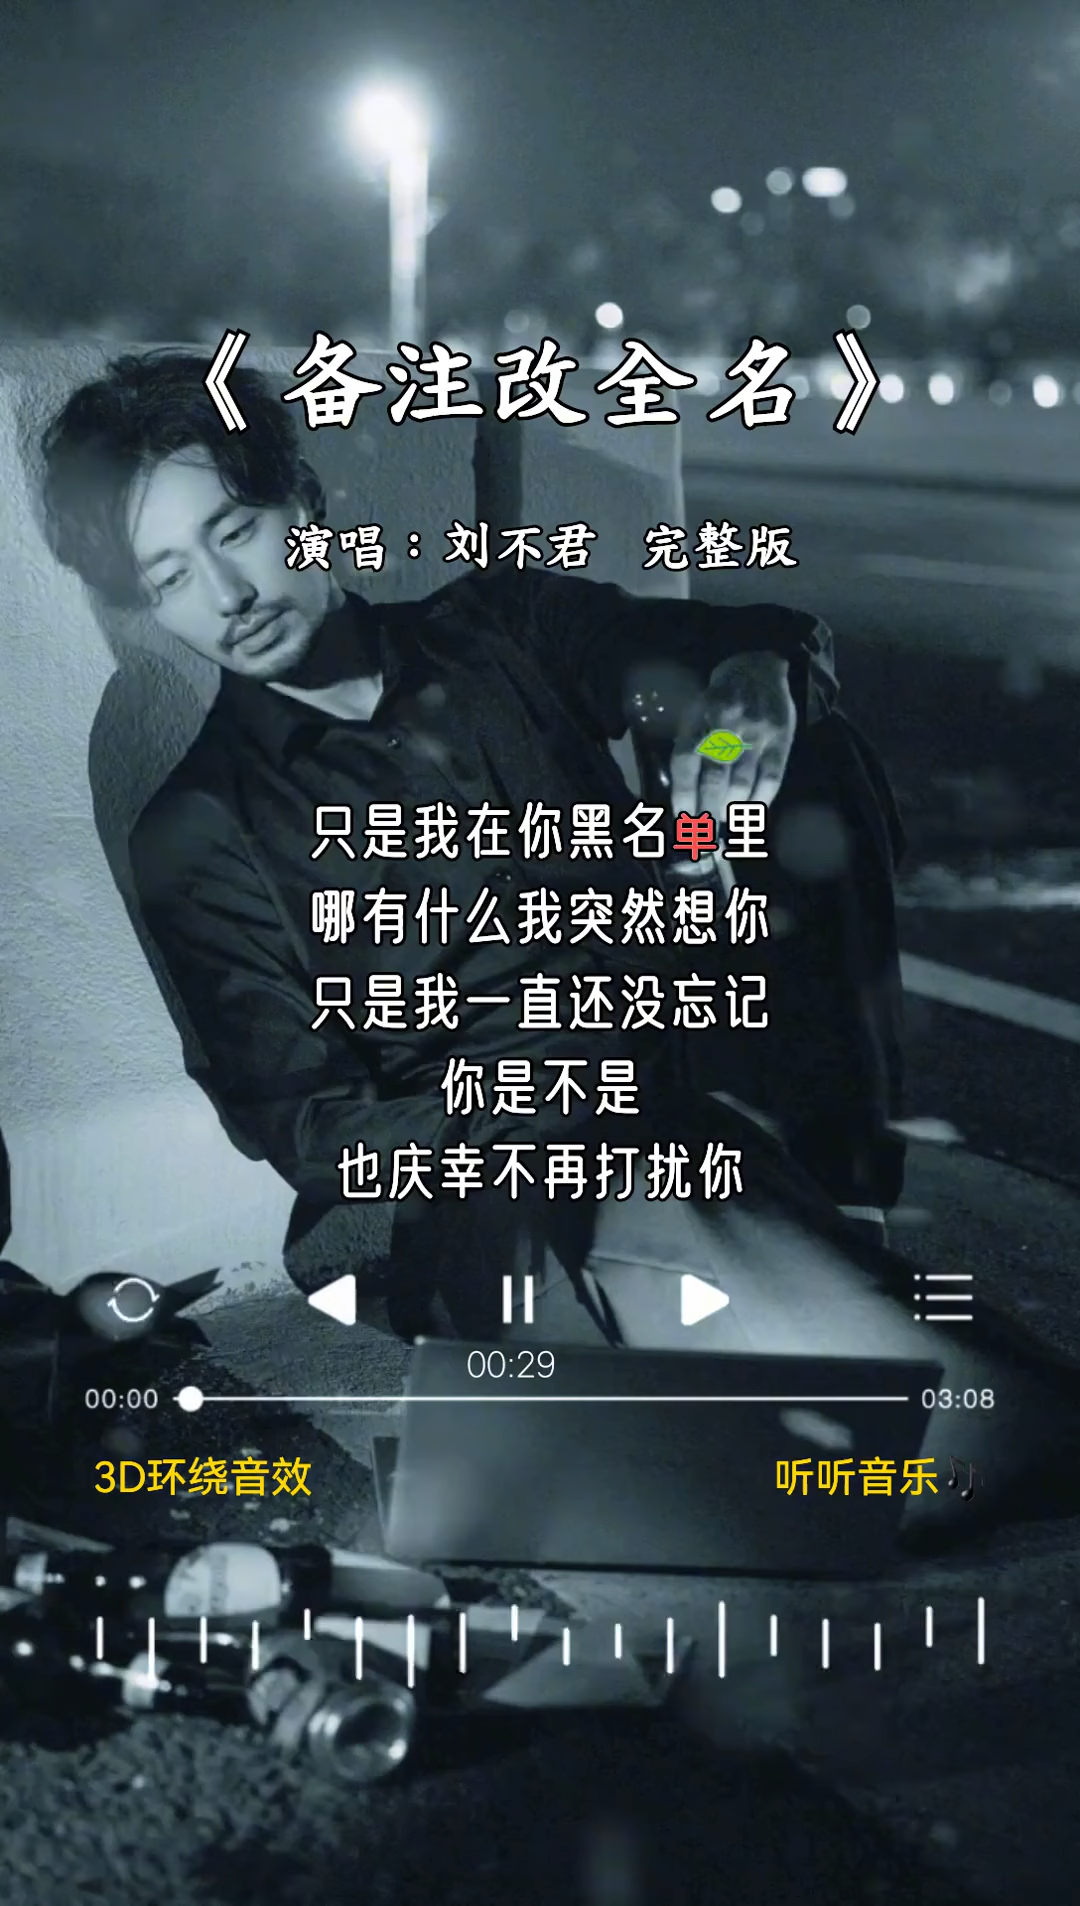 《备注改全名》
演唱：刘不君 完整版
只是我在你黑名单里
哪有什么我突然想你
只是我一直还没忘记
你是不是
也庆幸不再打扰你
00:29
00:00 03:08
3D环绕音效 听听音乐🎶